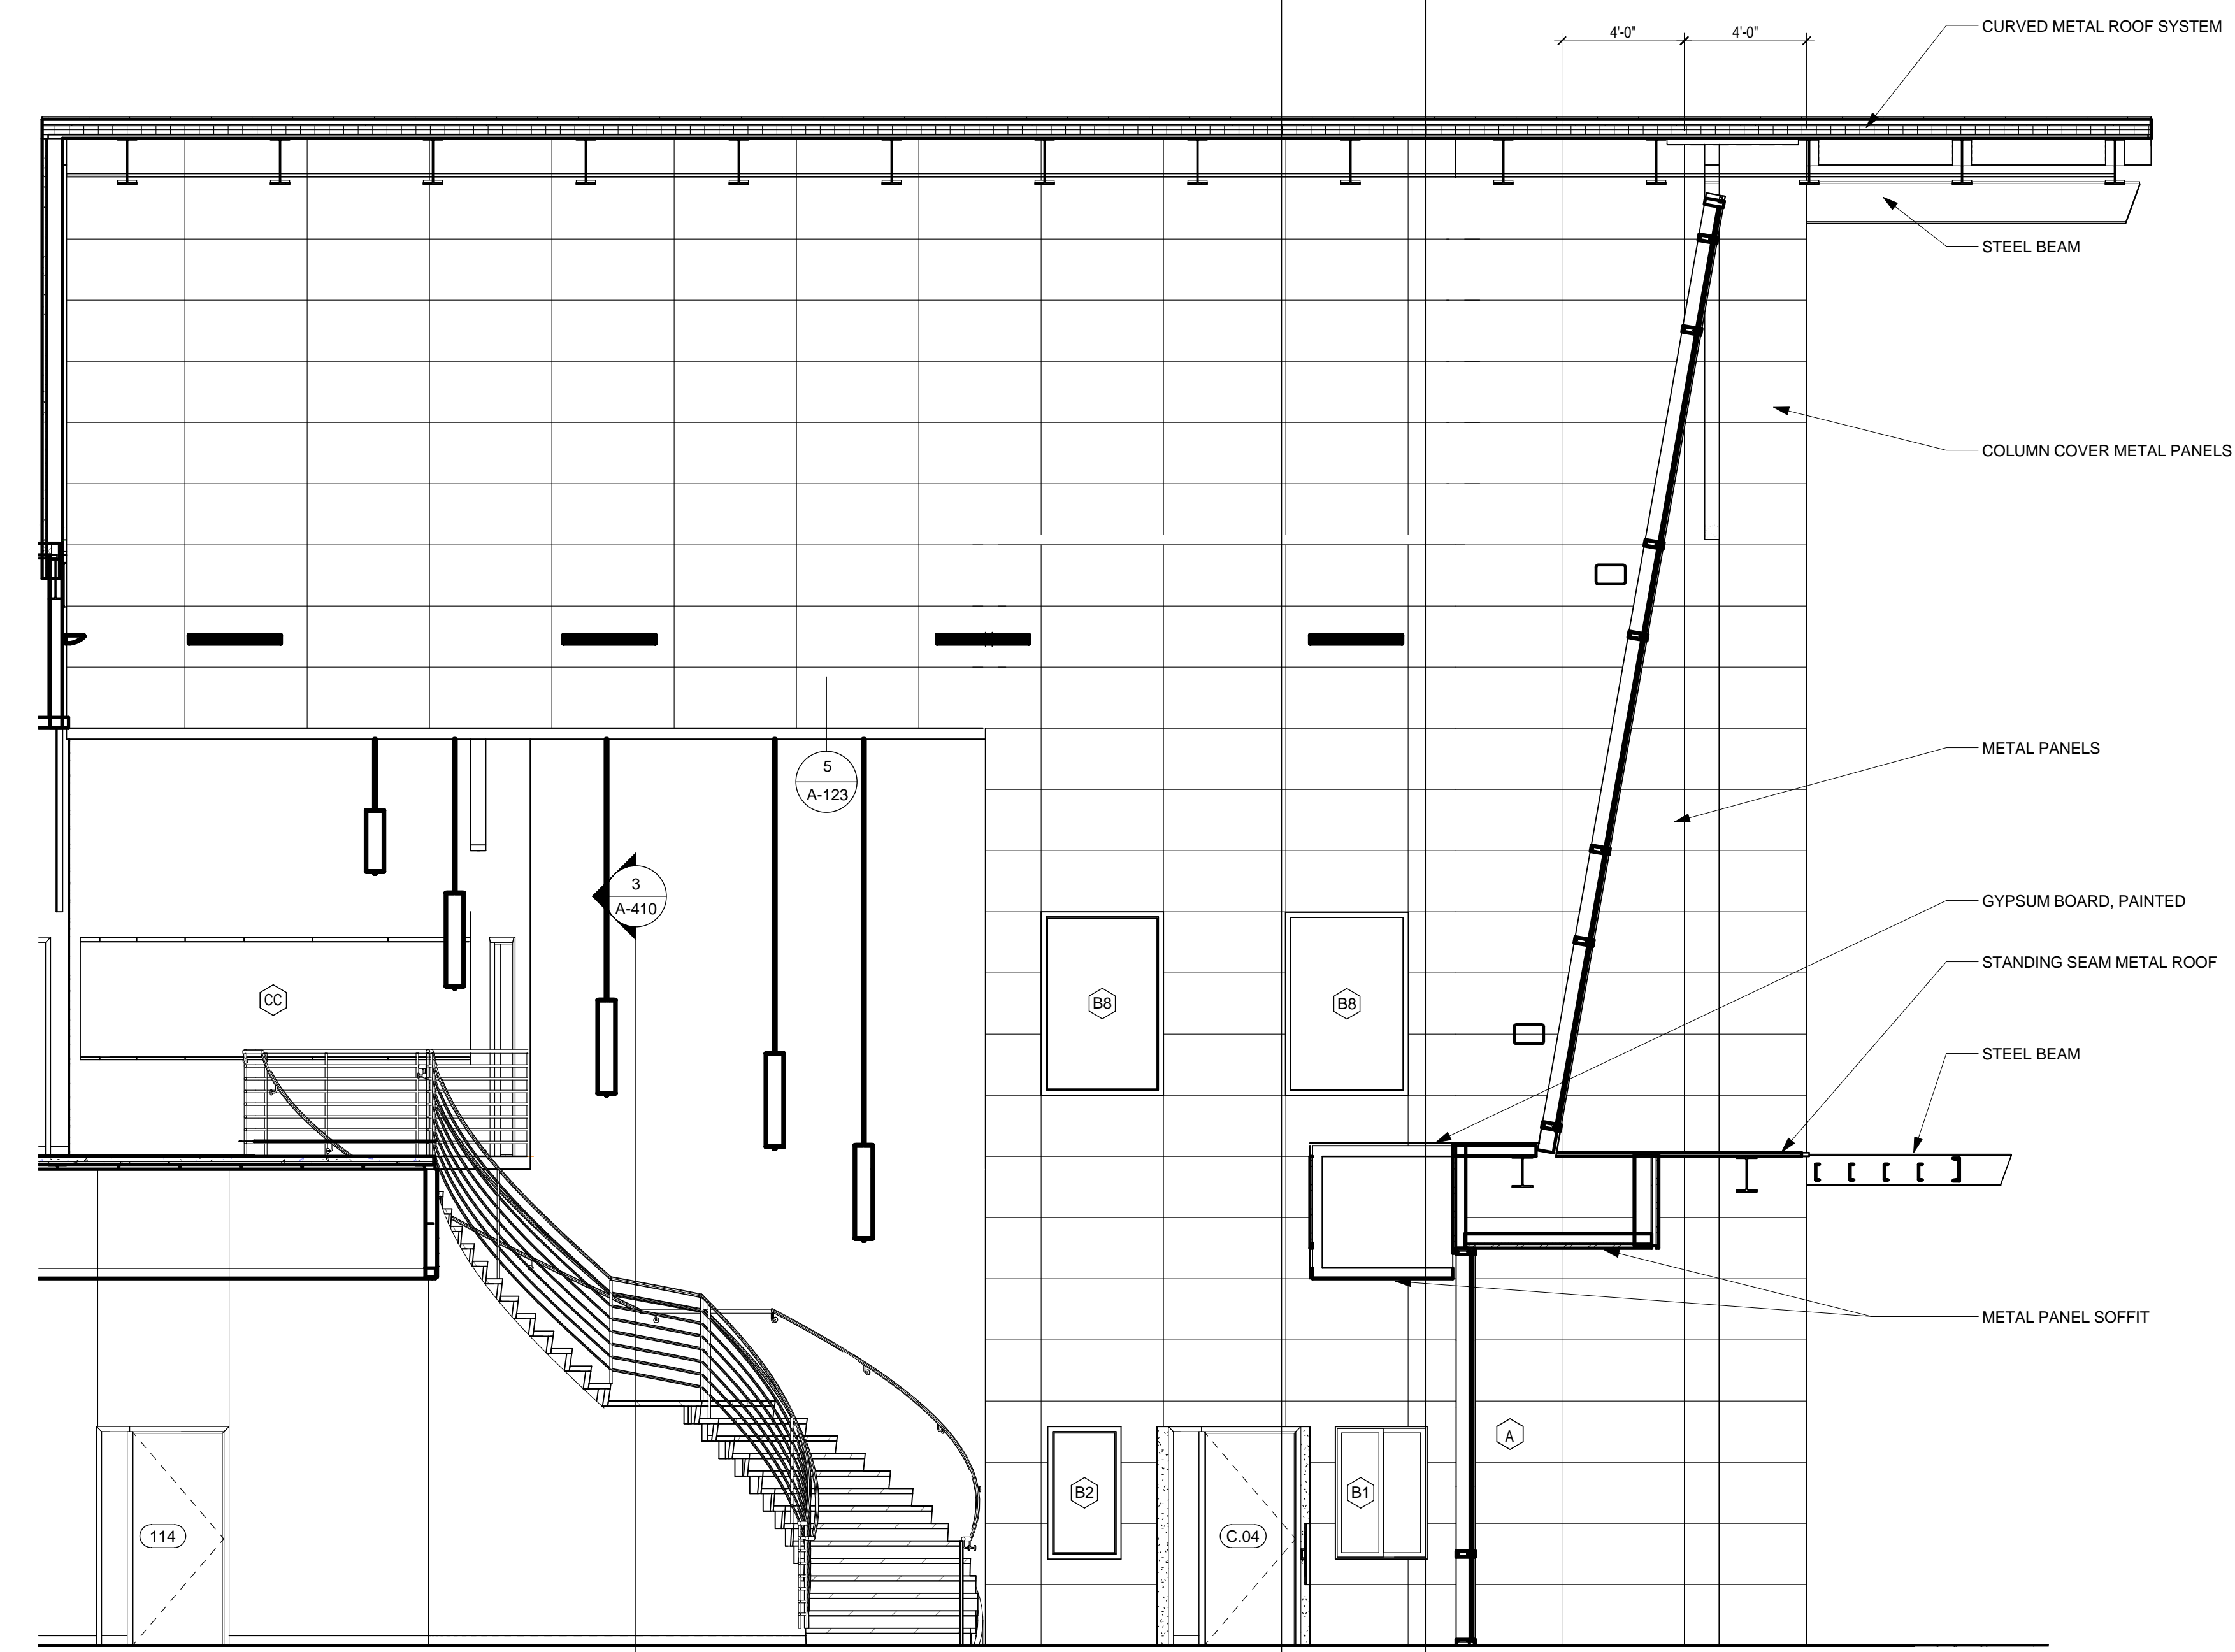 4'-0" 4'-0"
CURVED METAL ROOF SYSTEM
STEEL BEAM
COLUMN COVER METAL PANELS
METAL PANELS
5
A-123
3
A-410
GYPSUM BOARD, PAINTED
STANDING SEAM METAL ROOF
CC
B8
B8
STEEL BEAM
METAL PANEL SOFFIT
A
B2
B1
114
C.04